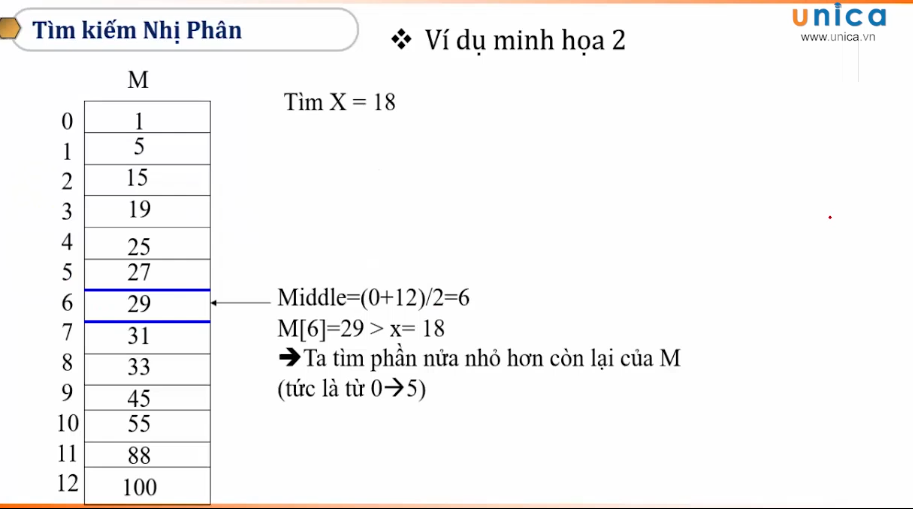 Tìm kiếm Nhị Phân
❖ Ví dụ minh họa 2
unica
www.unica.vn
M
Tìm X = 18
0 1
1 5
2 15
3 19
4 25
5 27
6 29
7 31
8 33
9 45
10 55
11 88
12 100
Middle=(0+12)/2=6
M[6]=29 > x= 18
➔Ta tìm phần nửa nhỏ hơn còn lại của M
(tức là từ 0→5)